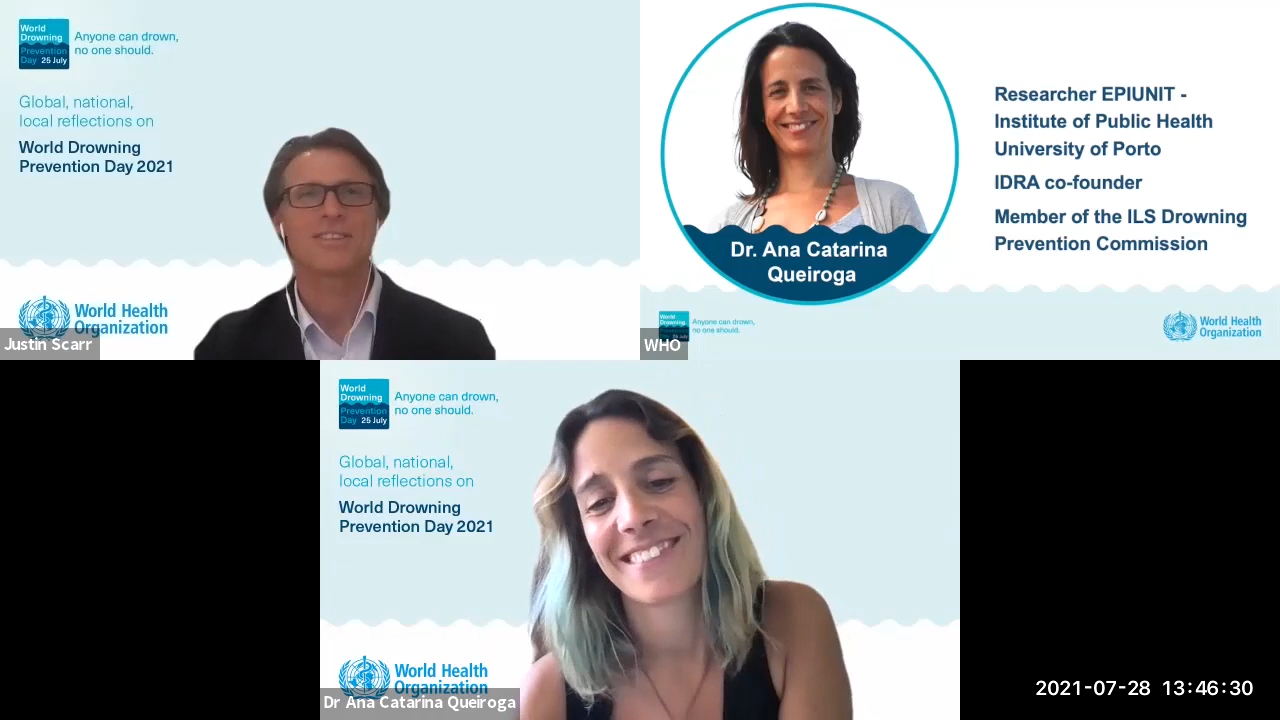 World
Drowning
Prevention
Day 25 July
Anyone can drown,
no one should.
Global, national,
local reflections on
World Drowning
Prevention Day 2021
World Health
Organization
Justin Scarr
Dr. Ana Catarina
Queiroga
Researcher EPIUNIT -
Institute of Public Health
University of Porto
IDRA co-founder
Member of the ILS Drowning
Prevention Commission
World
Drowning
Anyone can drown,
no one should.
WHO
World Health
Organization
World
Drowning
Prevention
Day 25 July
Anyone can drown,
no one should.
Global, national,
local reflections on
World Drowning
Prevention Day 2021
World Health
Organization
Dr Ana Catarina Queiroga
2021-07-28 13:46:30